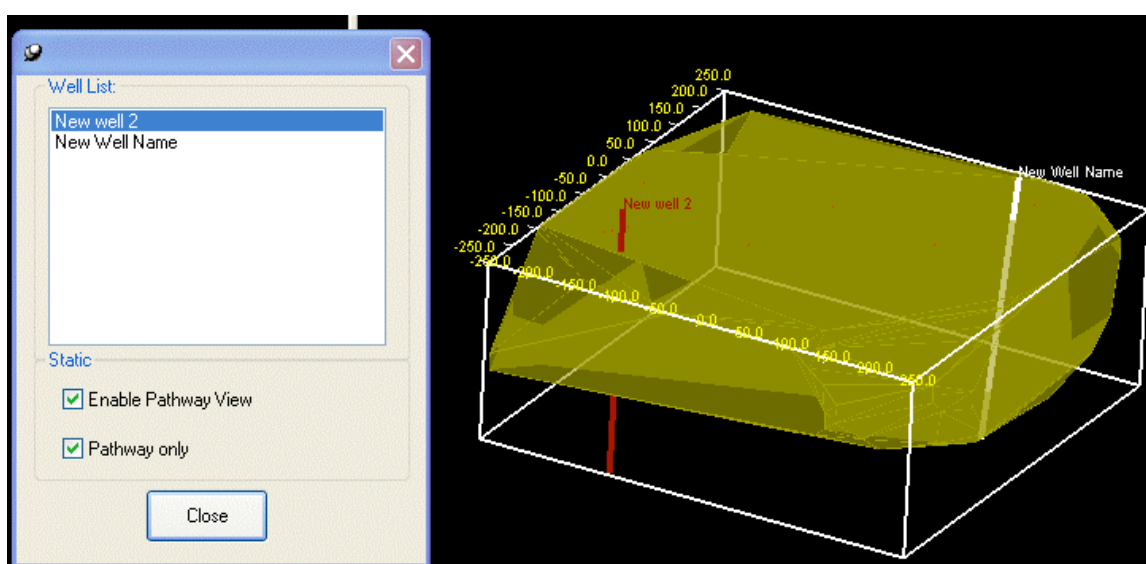 Well List:
New well 2
New Well Name
Static
Enable Pathway View
Pathway only
Close
250.0
200.0
150.0
100.0
50.0
0.0
-50.0
-100.0
-150.0
-200.0
-250.0
New Well Name
New well 2
-250.0
200.0
-150.0
-100.0
-50.0
0.0
50.0
100.0
150.0
200.0
250.0